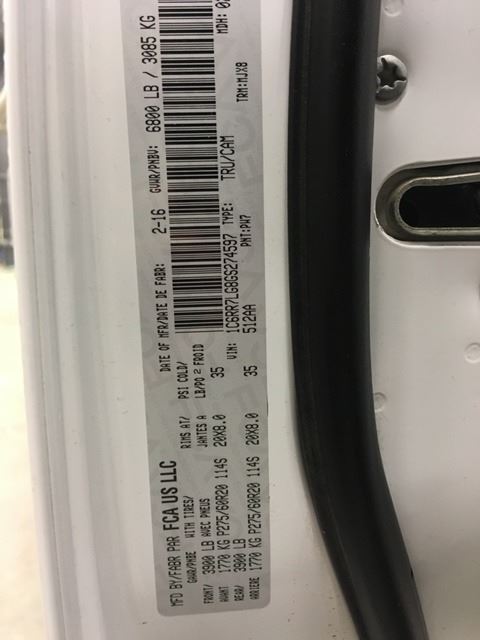 MFD BY/FABR PAR FCA US LLC DATE OF MFR/DATE DE FABR: 2-16 GVWR/PNBV: 6800 LB / 3085 KG
GAWR/PNBE WITH TIRES/ RIMS AT/ PSI COLD/
AVEC PNEUS JANTES A LB/PO 2 FROID
FRONT/ 3900 LB
AVANT 1770 KG P275/60R20 114S 20X8.0 35
REAR/ 3900 LB
ARRIERE 1770 KG P275/60R20 114S 20X8.0 35
VIN: 1C6RR7LG8GS274597 TYPE: TRU/CAM MDH:
512AA PNT:PW7 TRM:MJX8